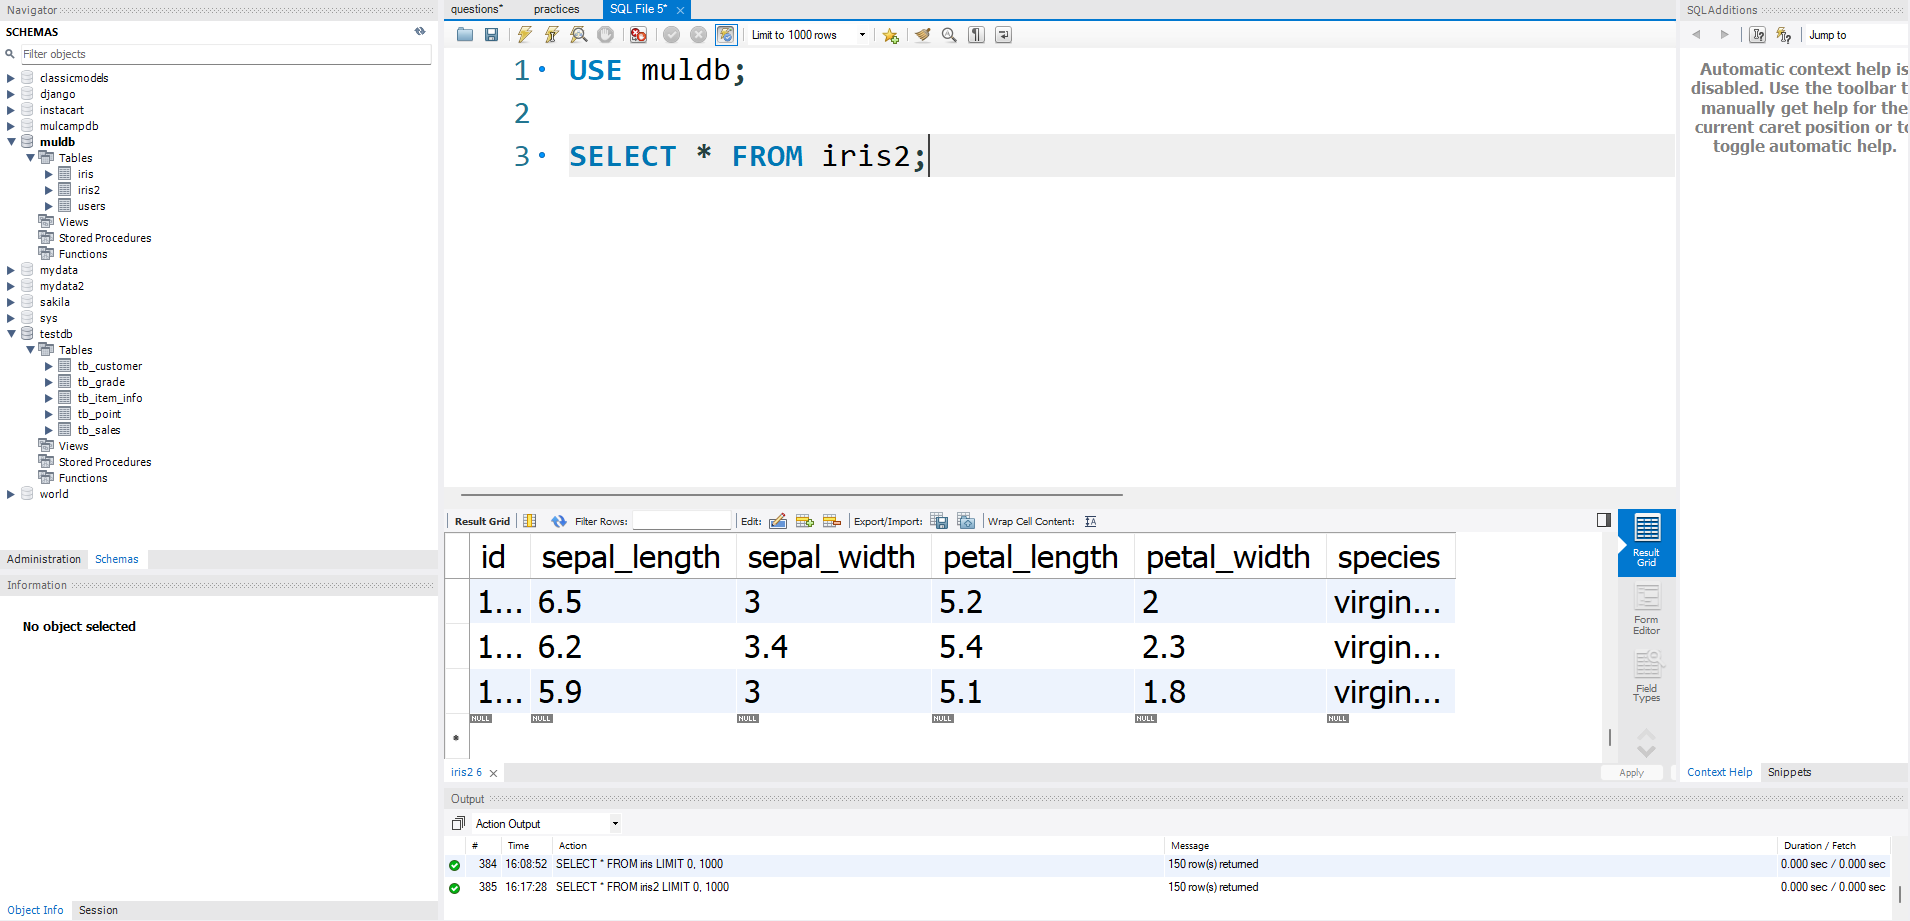 Navigator
SCHEMAS
Filter objects
classicmodels
django
instacart
mulcampdb
muldb
Tables
iris
iris2
users
Views
Stored Procedures
Functions
mydata
mydata2
sakila
sys
testdb
Tables
tb_customer
tb_grade
tb_item_info
tb_point
tb_sales
Views
Stored Procedures
Functions
world
Administration Schemas
Information
No object selected
Object Info Session
questions* practices SQL File 5*
Limit to 1000 rows
1 USE muldb;
2
3 SELECT * FROM iris2;
Result Grid Filter Rows: Edit: Export/Import: Wrap Cell Content:
id sepal_length sepal_width petal_length petal_width species
1... 6.5 3 5.2 2 virgin...
1... 6.2 3.4 5.4 2.3 virgin...
1... 5.9 3 5.1 1.8 virgin...
NULL NULL NULL NULL NULL NULL
*
Result
Grid
Form
Editor
Field
Types
iris2 6 Apply
Output
Action Output
# Time Action Message Duration / Fetch
384 16:08:52 SELECT * FROM iris LIMIT 0, 1000 150 row(s) returned 0.000 sec / 0.000 sec
385 16:17:28 SELECT * FROM iris2 LIMIT 0, 1000 150 row(s) returned 0.000 sec / 0.000 sec
SQLAdditions
Jump to
Automatic context help is
disabled. Use the toolbar t
manually get help for the
current caret position or to
toggle automatic help.
Context Help Snippets